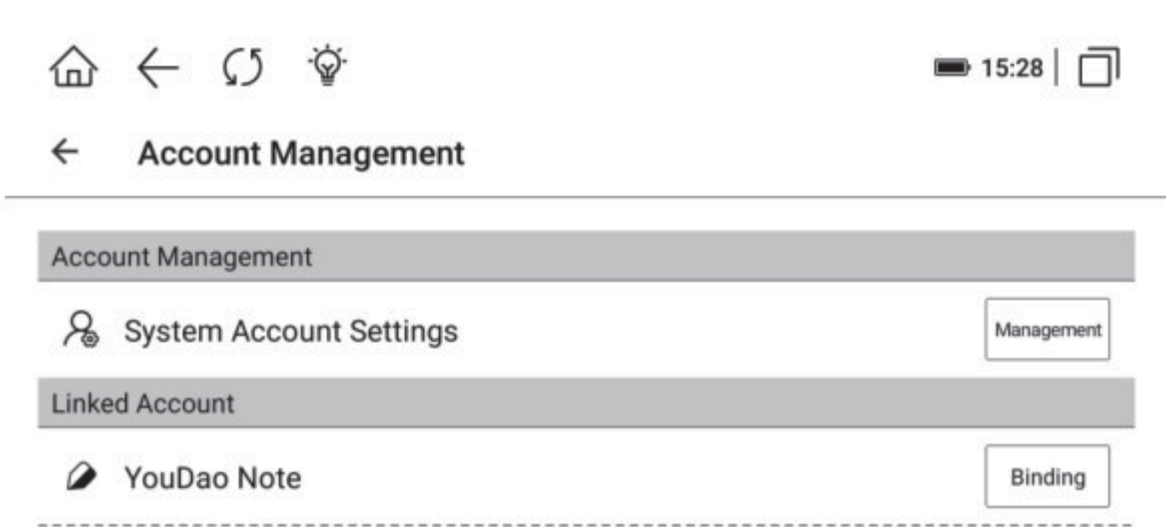 15:28
Account Management
Account Management
System Account Settings Management
Linked Account
YouDao Note Binding